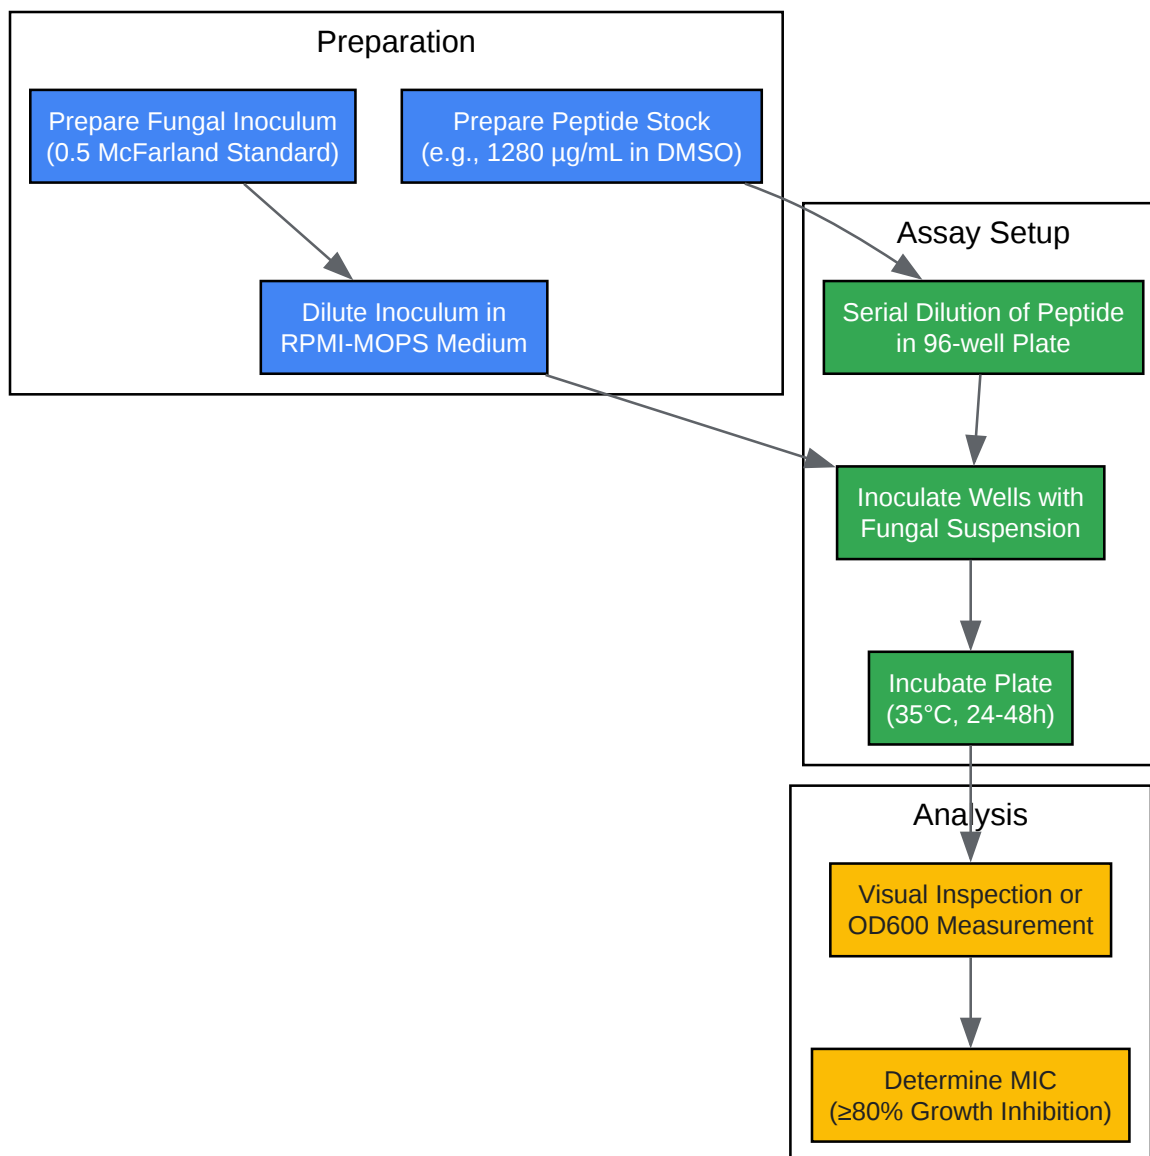 Preparation
Prepare Fungal Inoculum
(0.5 McFarland Standard)
Prepare Peptide Stock
(e.g., 1280 µg/mL in DMSO)
Dilute Inoculum in
RPMI-MOPS Medium
Assay Setup
Serial Dilution of Peptide
in 96-well Plate
Inoculate Wells with
Fungal Suspension
Incubate Plate
(35°C, 24-48h)
Analysis
Visual Inspection or
OD600 Measurement
Determine MIC
(≥80% Growth Inhibition)